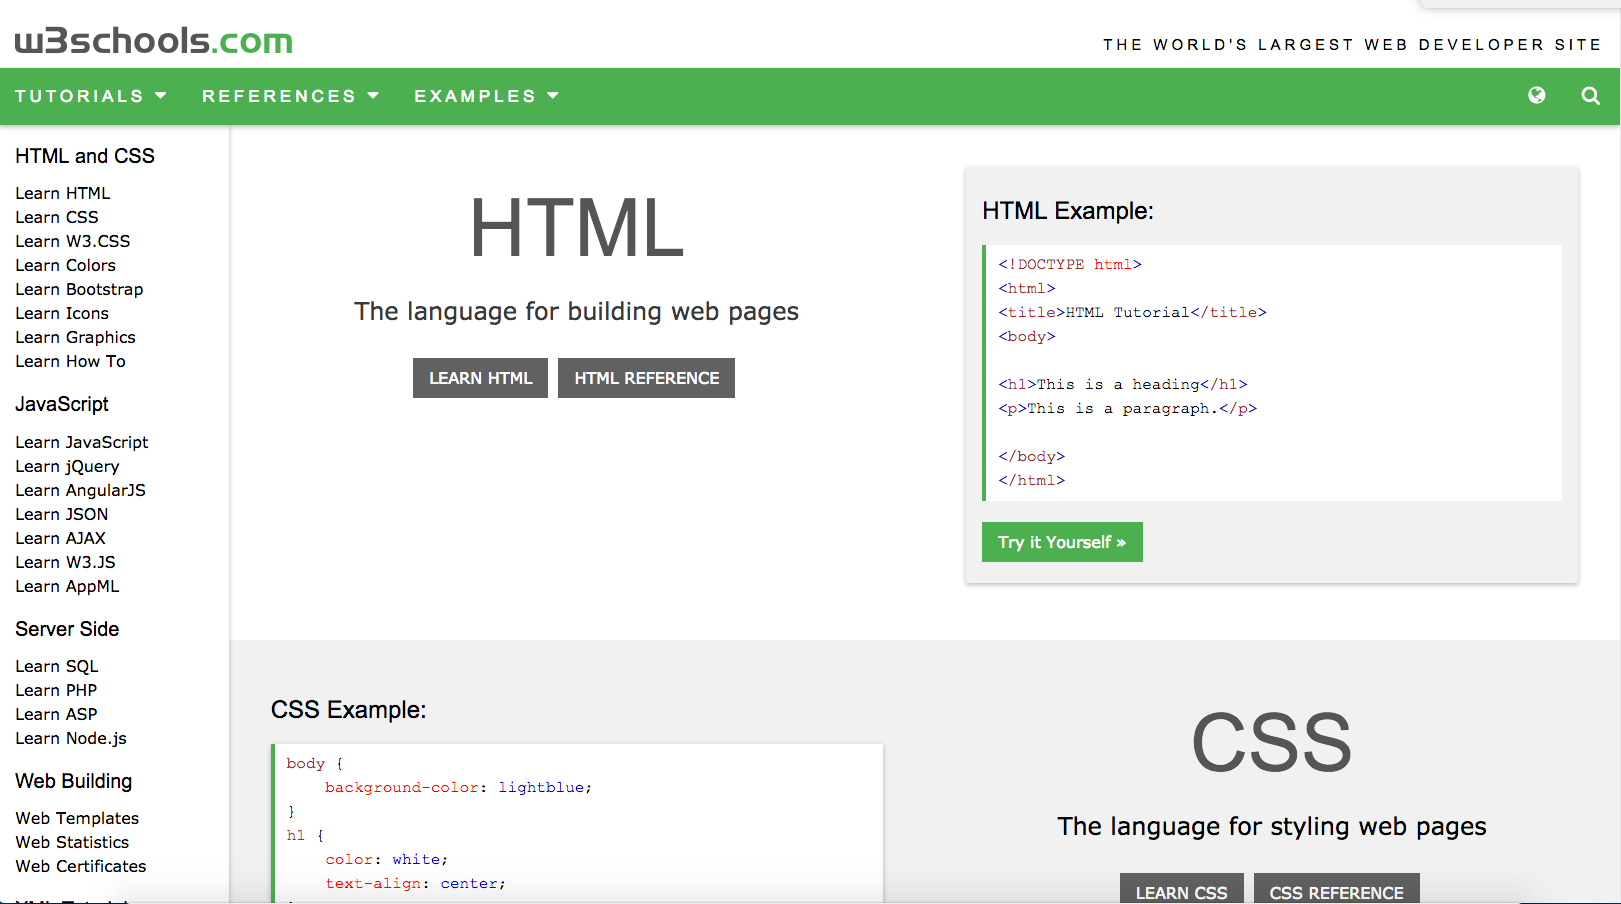 w3schools.com
THE WORLD'S LARGEST WEB DEVELOPER SITE
TUTORIALS REFERENCES EXAMPLES
HTML and CSS
Learn HTML
Learn CSS
Learn W3.CSS
Learn Colors
Learn Bootstrap
Learn Icons
Learn Graphics
Learn How To
JavaScript
Learn JavaScript
Learn jQuery
Learn AngularJS
Learn JSON
Learn AJAX
Learn W3.JS
Learn AppML
Server Side
Learn SQL
Learn PHP
Learn ASP
Learn Node.js
Web Building
Web Templates
Web Statistics
Web Certificates
HTML
The language for building web pages
LEARN HTML HTML REFERENCE
HTML Example:
<!DOCTYPE html>
<html>
<title>HTML Tutorial</title>
<body>
<h1>This is a heading</h1>
<p>This is a paragraph.</p>
</body>
</html>
Try it Yourself »
CSS Example:
body {
background-color: lightblue;
}
h1 {
color: white;
text-align: center;
CSS
The language for styling web pages
LEARN CSS CSS REFERENCE